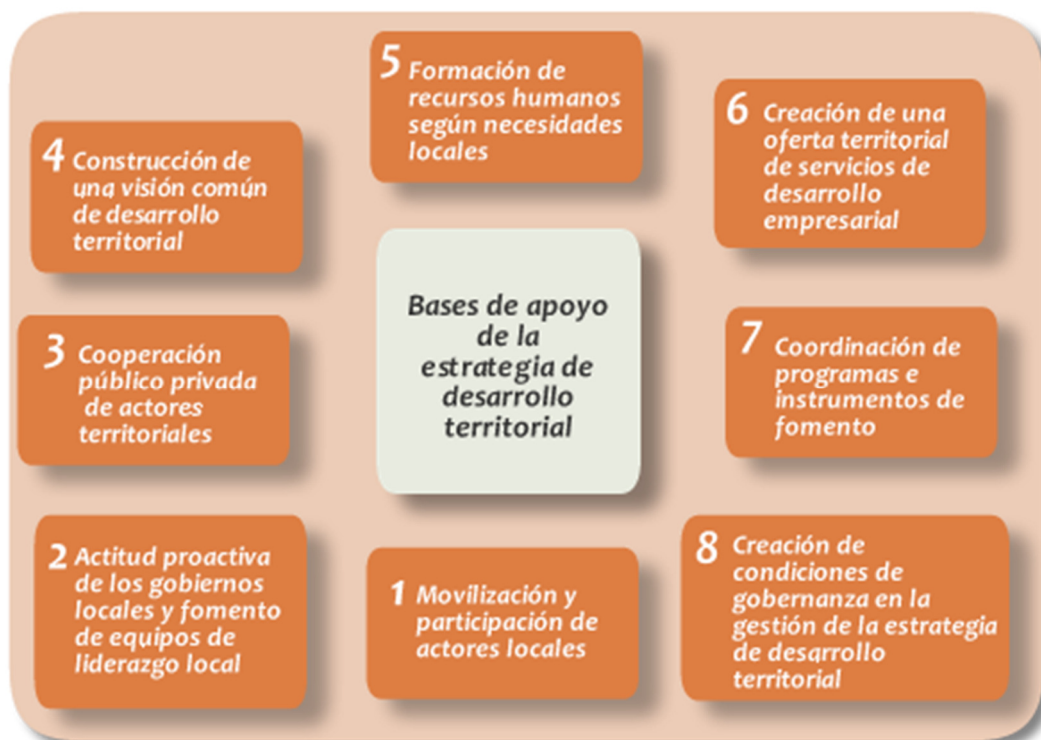 5 Formación de
recursos humanos
según necesidades
locales
6 Creación de una
oferta territorial
de servicios de
desarrollo
empresarial
4 Construcción de
una visión común
de desarrollo
territorial
Bases de apoyo
de la
estrategia de
desarrollo
territorial
3 Cooperación
público privada
de actores
territoriales
7 Coordinación de
programas e
instrumentos de
fomento
2 Actitud proactiva
de los gobiernos
locales y fomento
de equipos de
liderazgo local
1 Movilización y
participación de
actores locales
8 Creación de
condiciones de
gobernanza en la
gestión de la estrategia
de desarrollo
territorial